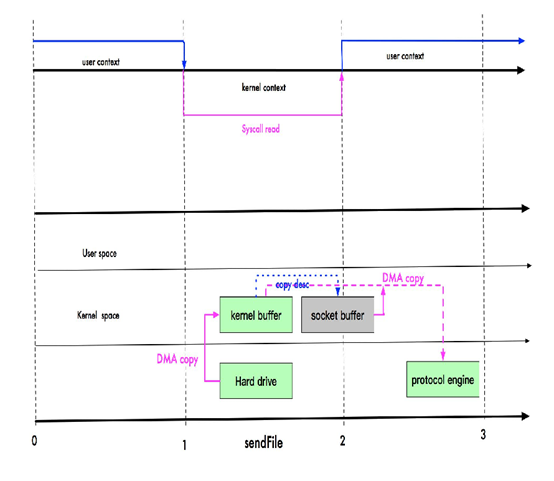 user context
user context
kernel context
Syscall read
User space
copy desc
DMA copy
Kernel space
kernel buffer
socket buffer
DMA copy
Hard drive
protocol engine
0
1
sendFile
2
3